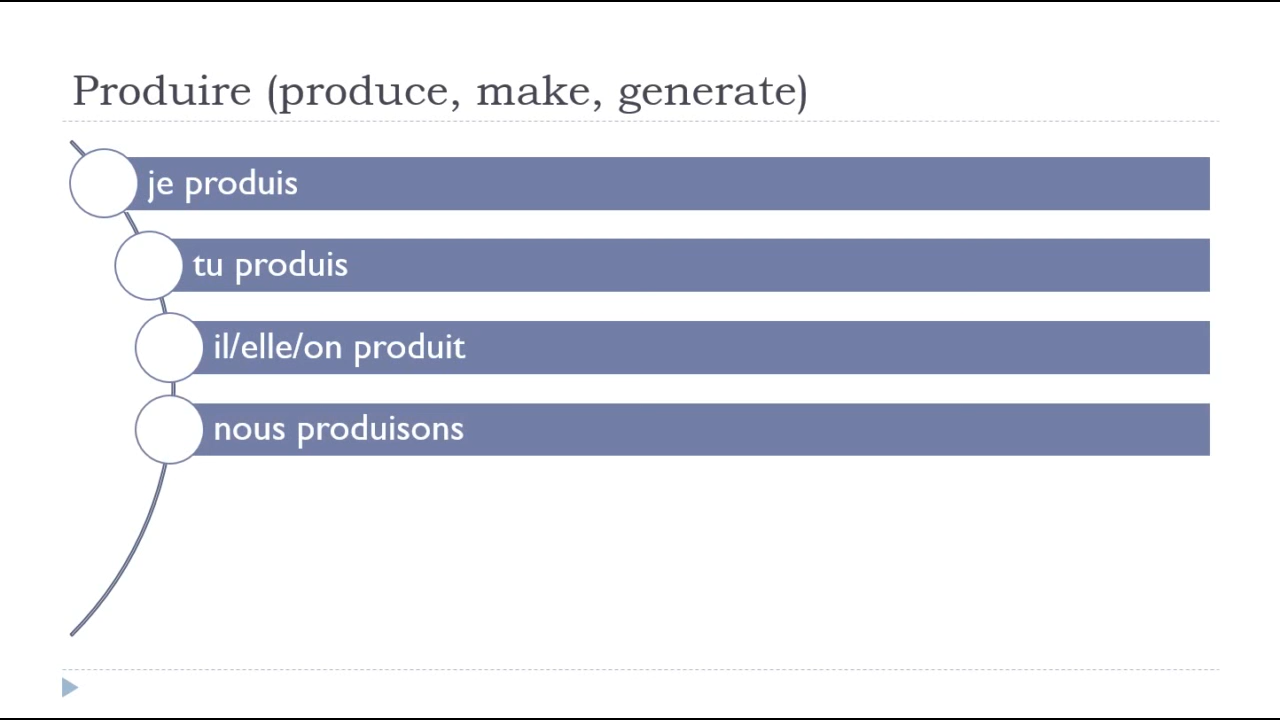 Produire (produce, make, generate)
je produis
tu produis
il/elle/on produit
nous produisons